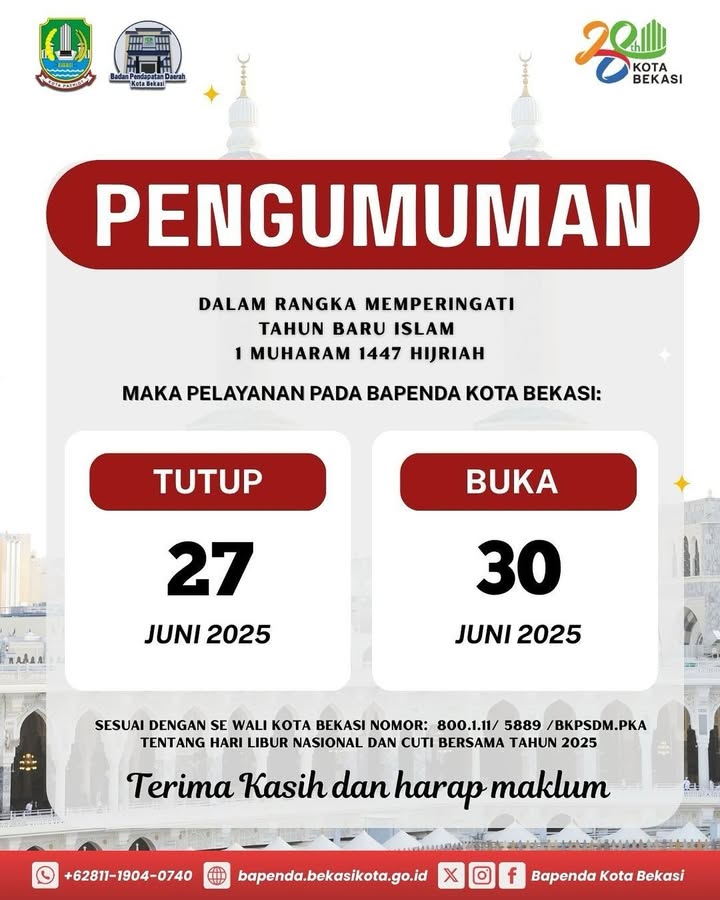 Badan Pendapatan Daerah
Kota Bekasi
28th
KOTA
BEKASI
PENGUMUMAN
DALAM RANGKA MEMPERINGATI
TAHUN BARU ISLAM
1 MUHARAM 1447 HIJRIAH
MAKA PELAYANAN PADA BAPENDA KOTA BEKASI:
TUTUP
27
JUNI 2025
BUKA
30
JUNI 2025
SESUAI DENGAN SE WALI KOTA BEKASI NOMOR: 800.1.11/ 5889 /BKPSDM.PKA
TENTANG HARI LIBUR NASIONAL DAN CUTI BERSAMA TAHUN 2025
Terima Kasih dan harap maklum
+62811-1904-0740 bapenda.bekasikota.go.id Bapenda Kota Bekasi